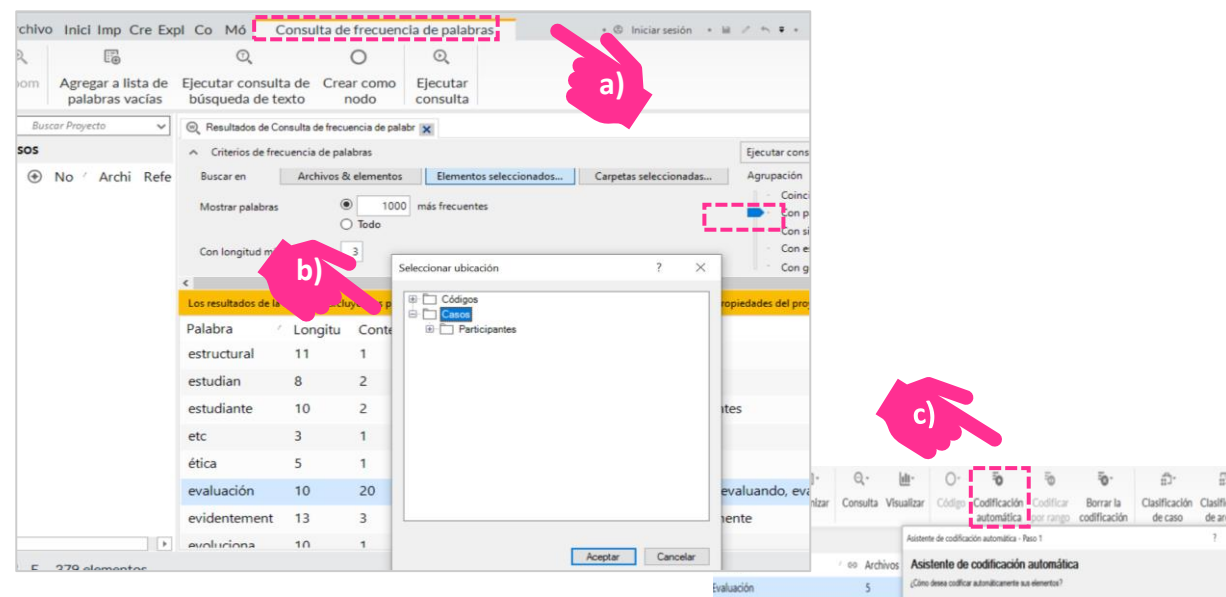 rchivo Inici Imp Cre Expl Co Mó Consulta de frecuencia de palabras Iniciar sesión
a)
oom Agregar a lista de palabras vacías Ejecutar consulta de búsqueda de texto Crear como nodo Ejecutar consulta
Buscar Proyecto Resultados de Consulta de frecuencia de palabr
sos
Criterios de frecuencia de palabras Ejecutar cons
No Archi Refe
Buscar en Archivos & elementos Elementos seleccionados... Carpetas seleccionadas... Agrupación
Coinci
Mostrar palabras 1000 más frecuentes
Con p
Todo
Con si
Con longitud m 3
Con e
Con g
b)
Seleccionar ubicación ? ×
Los resultados de la
cluy
s p
ropiedades del pro
Códigos
Casos
Participantes
Palabra Longitu Conte
estructural 11 1
estudian 8 2
estudiante 10 2 tes
etc 3 1
ética 5 1
evaluación 10 20 evaluando, eva
evidentement 13 3 mente
evoluciona 10 1
Aceptar Cancelar
379 elementos
c)
nizar Consulta Visualizar Código Codificación automática Codificar por rango Borrar la codificación Clasificación de caso Clasifi de ar
Asistente de codificación automática - Paso 1 ?
Archivos Asistente de codificación automática
¿Cómo desea codificar automáticamente sus elementos?
Evaluación 5